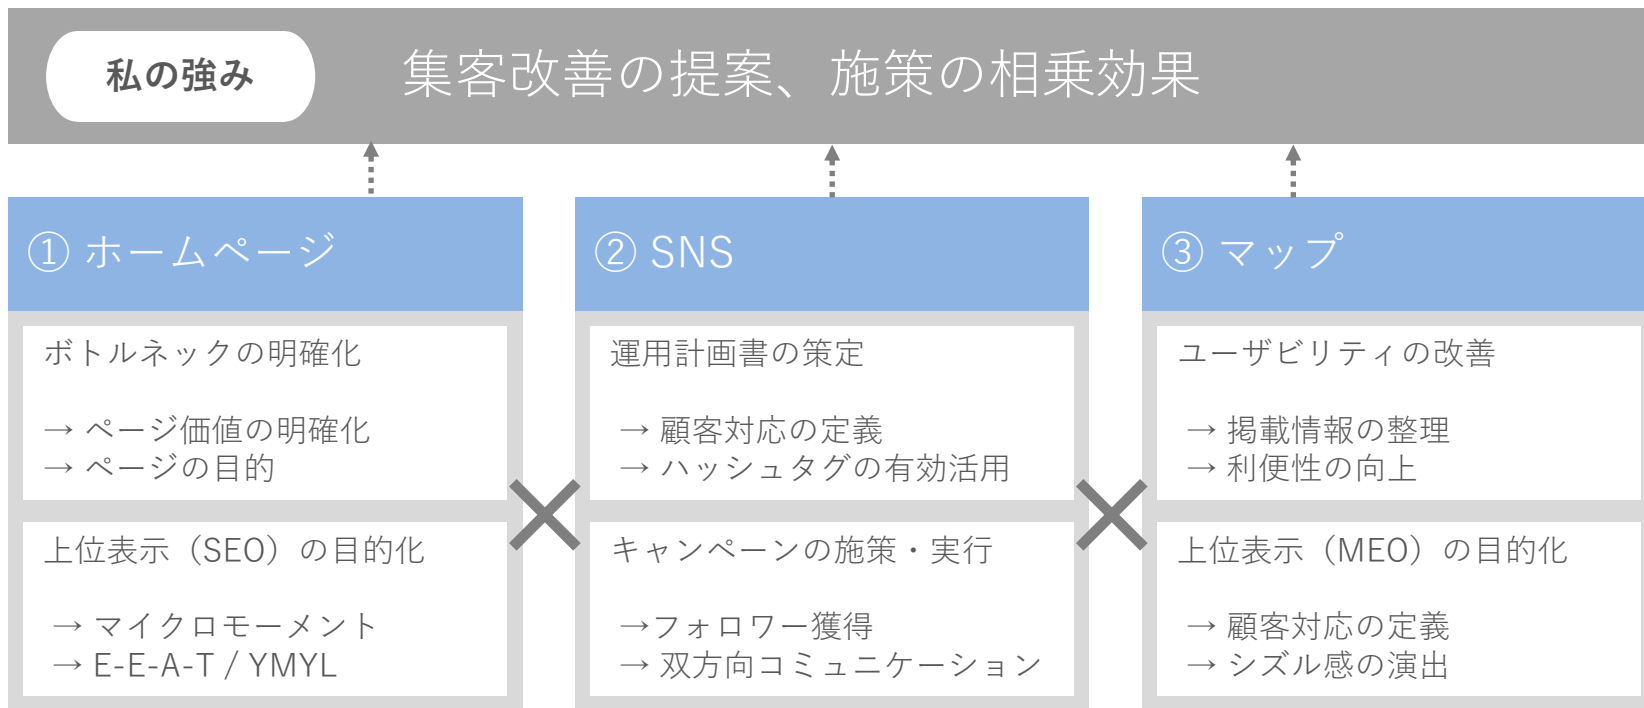 私の強み
集客改善の提案、施策の相乗効果
① ホームページ
ボトルネックの明確化
→ ページ価値の明確化
→ ページの目的
上位表示（SEO）の目的化
→ マイクロモーメント
→ E-E-A-T / YMYL
② SNS
運用計画書の策定
→ 顧客対応の定義
→ ハッシュタグの有効活用
キャンペーンの施策・実行
→フォロワー獲得
→ 双方向コミュニケーション
③ マップ
ユーザビリティの改善
→ 掲載情報の整理
→ 利便性の向上
上位表示（MEO）の目的化
→ 顧客対応の定義
→ シズル感の演出